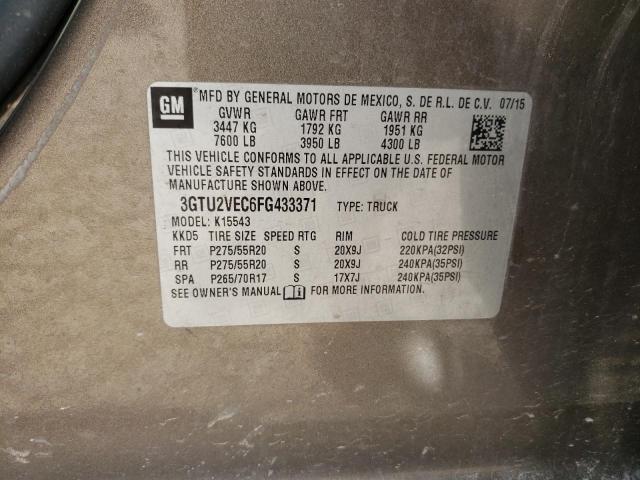 GM MFD BY GENERAL MOTORS DE MEXICO, S. DE R.L. DE C.V. 07/15
GVWR GAWR FRT GAWR RR
3447 KG 1792 KG 1951 KG
7600 LB 3950 LB 4300 LB
THIS VEHICLE CONFORMS TO ALL APPLICABLE U.S. FEDERAL MOTOR
VEHICLE SAFETY STANDARDS IN EFFECT ON THE DATE OF
MANUFACTURE SHOWN ABOVE.
3GTU2VEC6FG433371 TYPE: TRUCK
MODEL: K15543
KKD5 TIRE SIZE SPEED RTG RIM COLD TIRE PRESSURE
FRT P275/55R20 S 20X9J 220KPA(32PSI)
RR P275/55R20 S 20X9J 240KPA(35PSI)
SPA P265/70R17 S 17X7J 240KPA(35PSI)
SEE OWNER'S MANUAL FOR MORE INFORMATION.